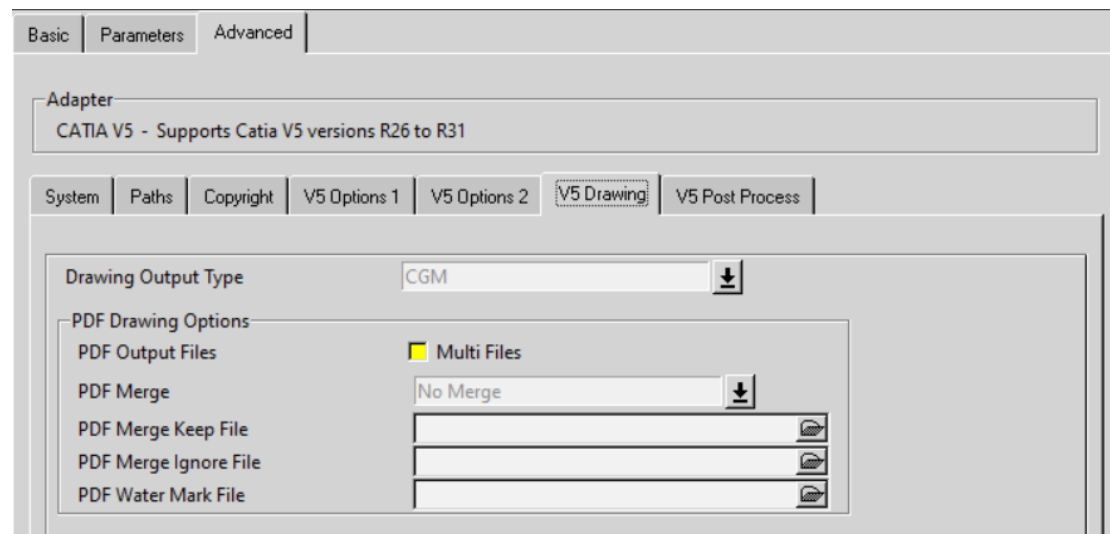 Basic Parameters Advanced
Adapter
CATIA V5 - Supports Catia V5 versions R26 to R31
System Paths Copyright V5 Options 1 V5 Options 2 V5 Drawing V5 Post Process
Drawing Output Type CGM
PDF Drawing Options
PDF Output Files Multi Files
PDF Merge No Merge
PDF Merge Keep File
PDF Merge Ignore File
PDF Water Mark File